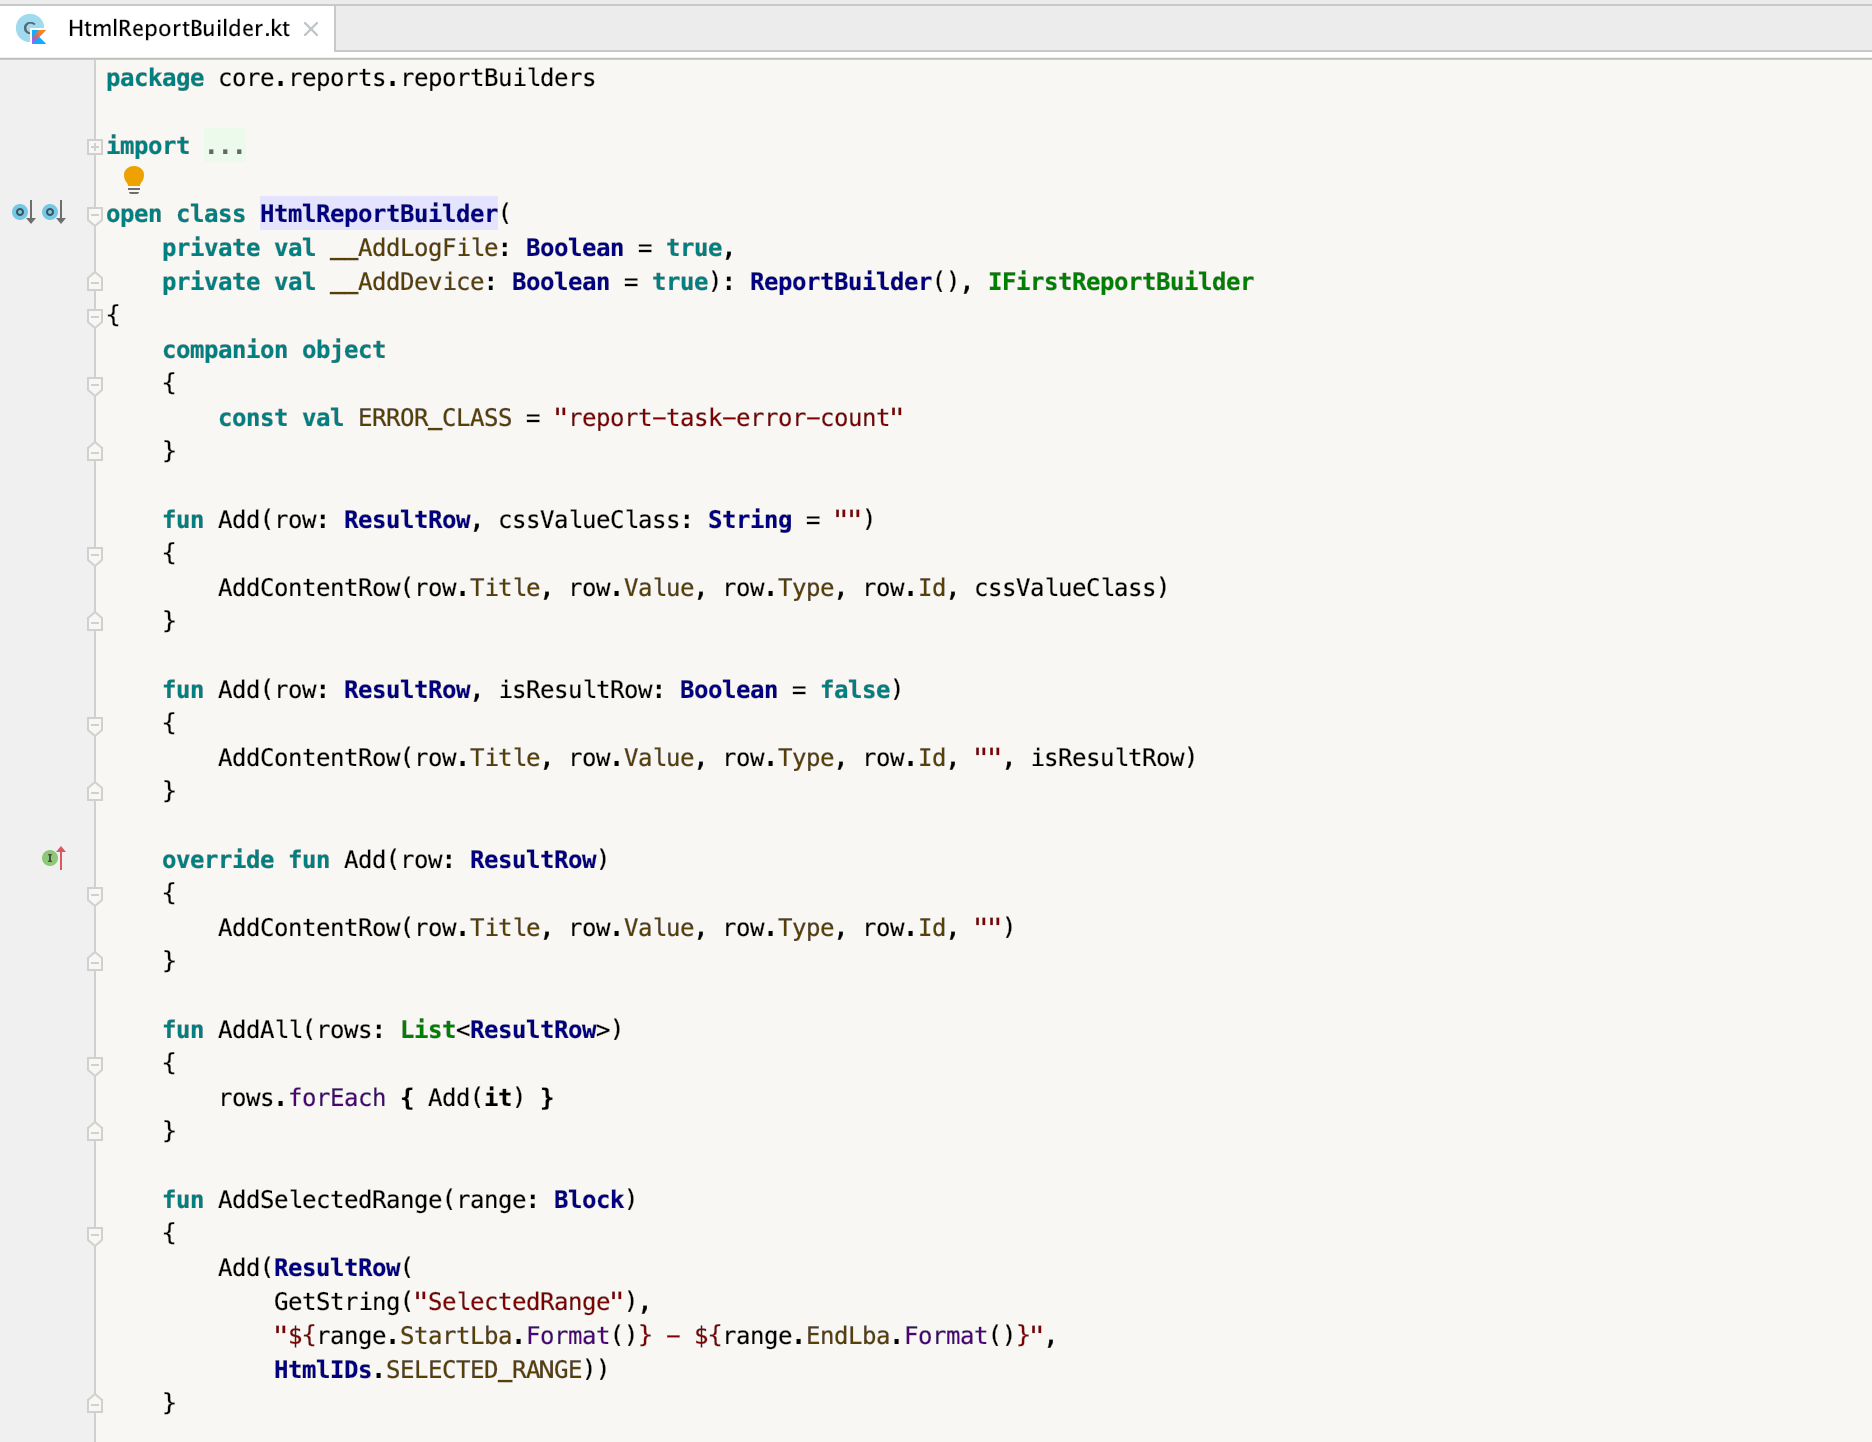 HtmlReportBuilder.kt
package core.reports.reportBuilders
import ...
open class HtmlReportBuilder(
private val __AddLogFile: Boolean = true,
private val __AddDevice: Boolean = true): ReportBuilder(), IFirstReportBuilder
{
companion object
{
const val ERROR_CLASS = "report-task-error-count"
}
fun Add(row: ResultRow, cssValueClass: String = "")
{
AddContentRow(row.Title, row.Value, row.Type, row.Id, cssValueClass)
}
fun Add(row: ResultRow, isResultRow: Boolean = false)
{
AddContentRow(row.Title, row.Value, row.Type, row.Id, "", isResultRow)
}
override fun Add(row: ResultRow)
{
AddContentRow(row.Title, row.Value, row.Type, row.Id, "")
}
fun AddAll(rows: List<ResultRow>)
{
rows.forEach { Add(it) }
}
fun AddSelectedRange(range: Block)
{
Add(ResultRow(
GetString("SelectedRange"),
"${range.StartLba.Format()} - ${range.EndLba.Format()}",
HtmlIDs.SELECTED_RANGE))
}